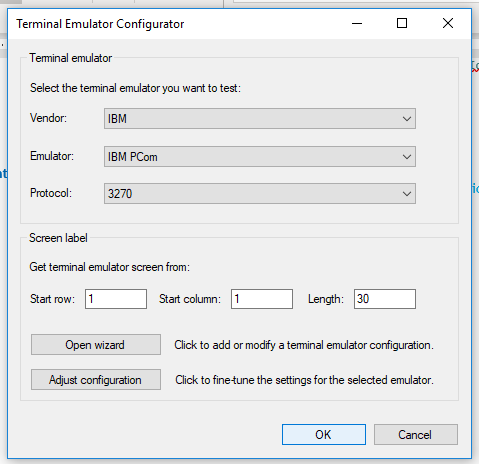 Terminal Emulator Configurator
Terminal emulator
Select the terminal emulator you want to test:
Vendor: IBM
Emulator: IBM PCom
Protocol: 3270
Screen label
Get terminal emulator screen from:
Start row: 1 Start column: 1 Length: 30
Open wizard Click to add or modify a terminal emulator configuration.
Adjust configuration Click to fine-tune the settings for the selected emulator.
OK Cancel